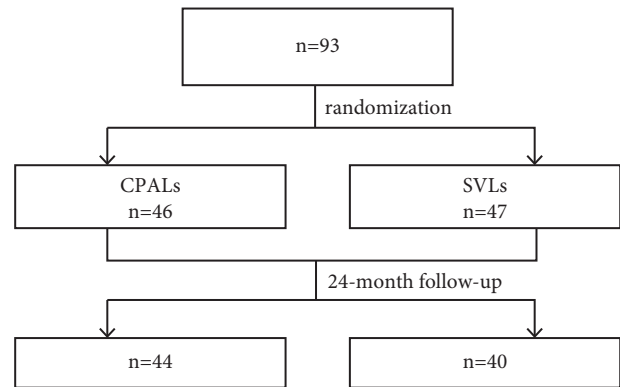 n=93
randomization
CPALs
n=46
SVLs
n=47
24-month follow-up
n=44
n=40